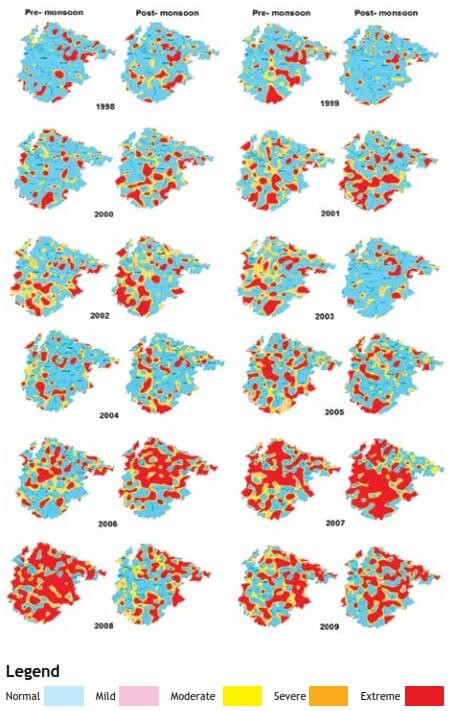 Pre- monsoon Post- monsoon Pre- monsoon Post- monsoon
1998 1999
2000 2001
2002 2003
2004 2005
2006 2007
2008 2009
Legend
Normal Mild Moderate Severe Extreme